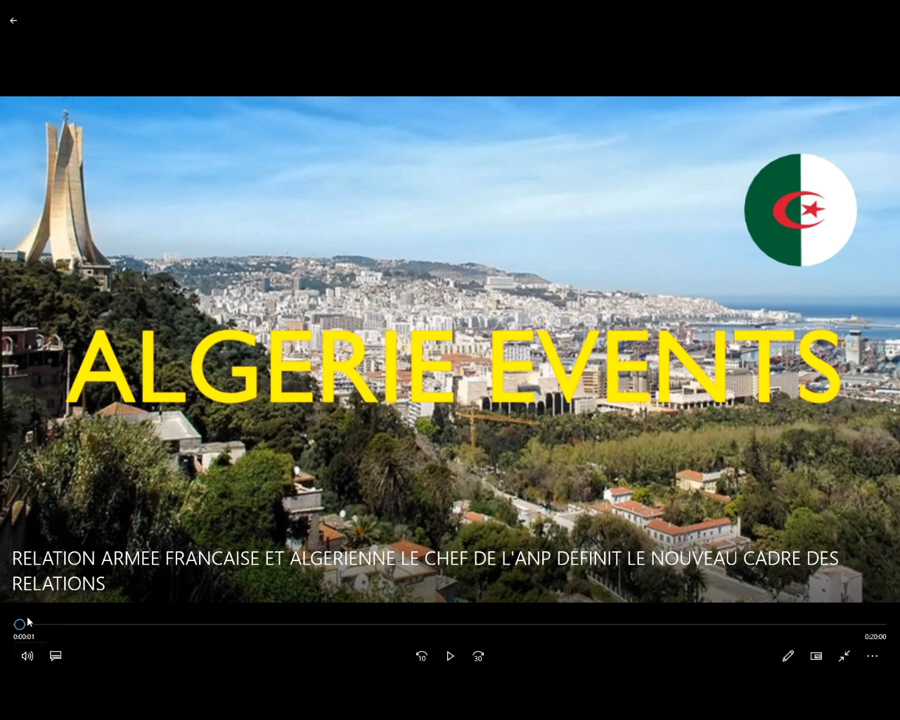 ALGERIE EVENTS
RELATION ARMEE FRANCAISE ET ALGERIENNE LE CHEF DE L'ANP DEFINIT LE NOUVEAU CADRE DES
RELATIONS
0:00:01
0:20:00
10
30